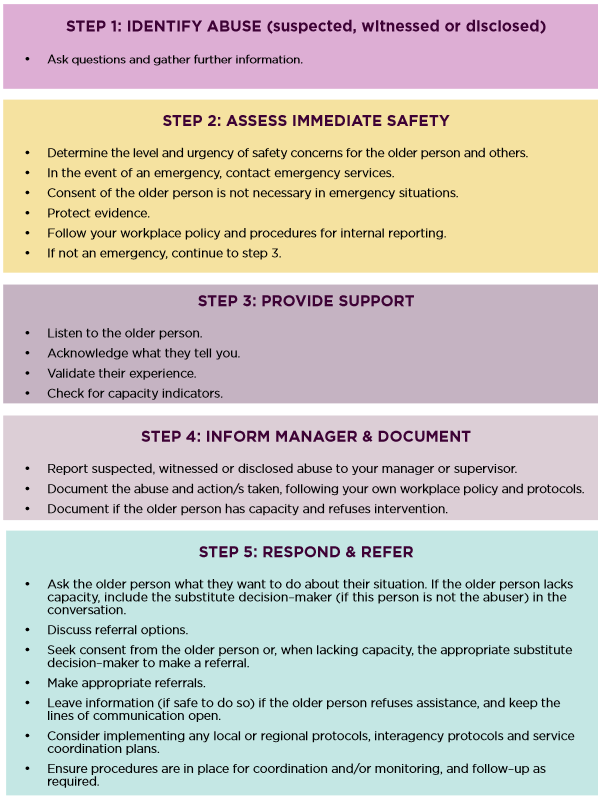 STEP 1: IDENTIFY ABUSE (suspected, witnessed or disclosed)
• Ask questions and gather further information.
STEP 2: ASSESS IMMEDIATE SAFETY
• Determine the level and urgency of safety concerns for the older person and others.
• In the event of an emergency, contact emergency services.
• Consent of the older person is not necessary in emergency situations.
• Protect evidence.
• Follow your workplace policy and procedures for internal reporting.
• If not an emergency, continue to step 3.
STEP 3: PROVIDE SUPPORT
• Listen to the older person.
• Acknowledge what they tell you.
• Validate their experience.
• Check for capacity indicators.
STEP 4: INFORM MANAGER & DOCUMENT
• Report suspected, witnessed or disclosed abuse to your manager or supervisor.
• Document the abuse and action/s taken, following your own workplace policy and protocols.
• Document if the older person has capacity and refuses intervention.
STEP 5: RESPOND & REFER
• Ask the older person what they want to do about their situation. If the older person lacks
capacity, include the substitute decision–maker (if this person is not the abuser) in the
conversation.
• Discuss referral options.
• Seek consent from the older person or, when lacking capacity, the appropriate substitute
decision–maker to make a referral.
• Make appropriate referrals.
• Leave information (if safe to do so) if the older person refuses assistance, and keep the
lines of communication open.
• Consider implementing any local or regional protocols, interagency protocols and service
coordination plans.
• Ensure procedures are in place for coordination and/or monitoring, and follow–up as
required.